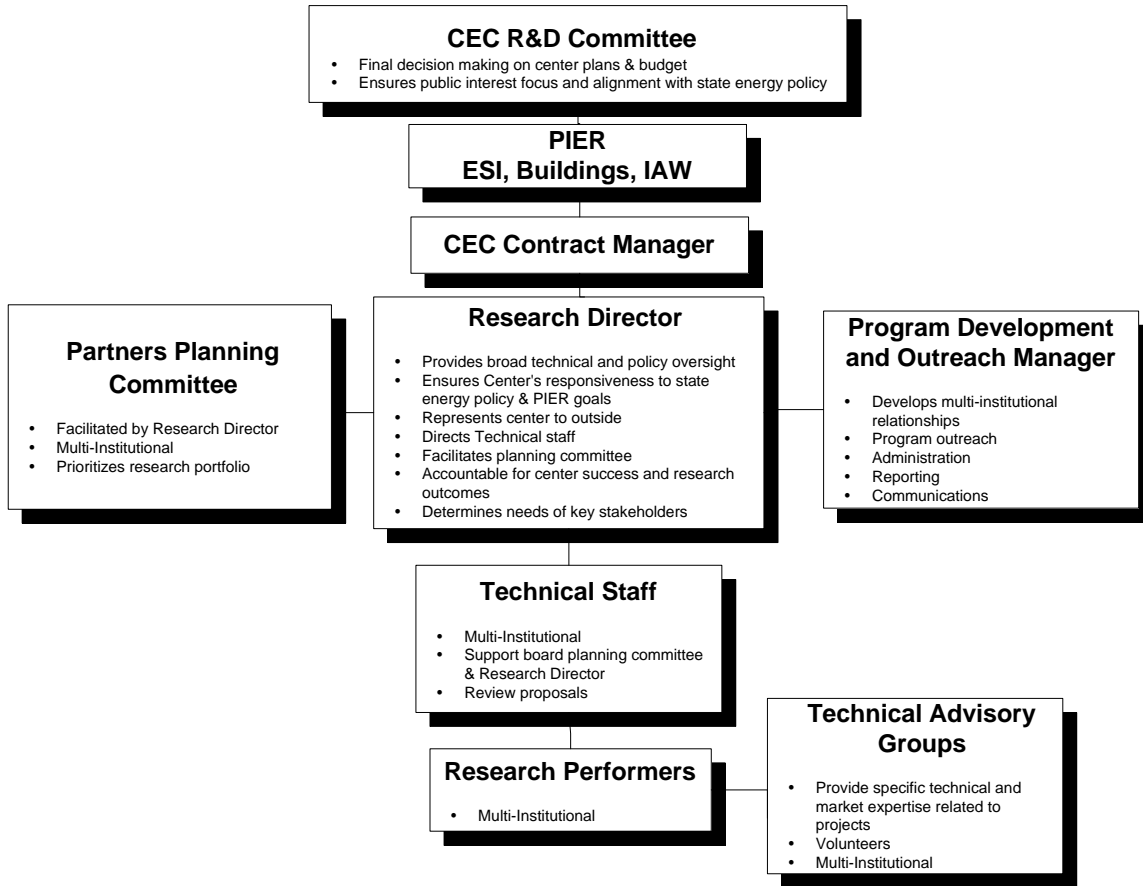 CEC R&D Committee
• Final decision making on center plans & budget
• Ensures public interest focus and alignment with state energy policy
PIER
ESI, Buildings, IAW
CEC Contract Manager
Partners Planning
Committee
• Facilitated by Research Director
• Multi-Institutional
• Prioritizes research portfolio
Research Director
• Provides broad technical and policy oversight
• Ensures Center's responsiveness to state
energy policy & PIER goals
• Represents center to outside
• Directs Technical staff
• Facilitates planning committee
• Accountable for center success and research
outcomes
• Determines needs of key stakeholders
Program Development
and Outreach Manager
• Develops multi-institutional
relationships
• Program outreach
• Administration
• Reporting
• Communications
Technical Staff
• Multi-Institutional
• Support board planning committee
& Research Director
• Review proposals
Research Performers
• Multi-Institutional
Technical Advisory
Groups
• Provide specific technical and
market expertise related to
projects
• Volunteers
• Multi-Institutional